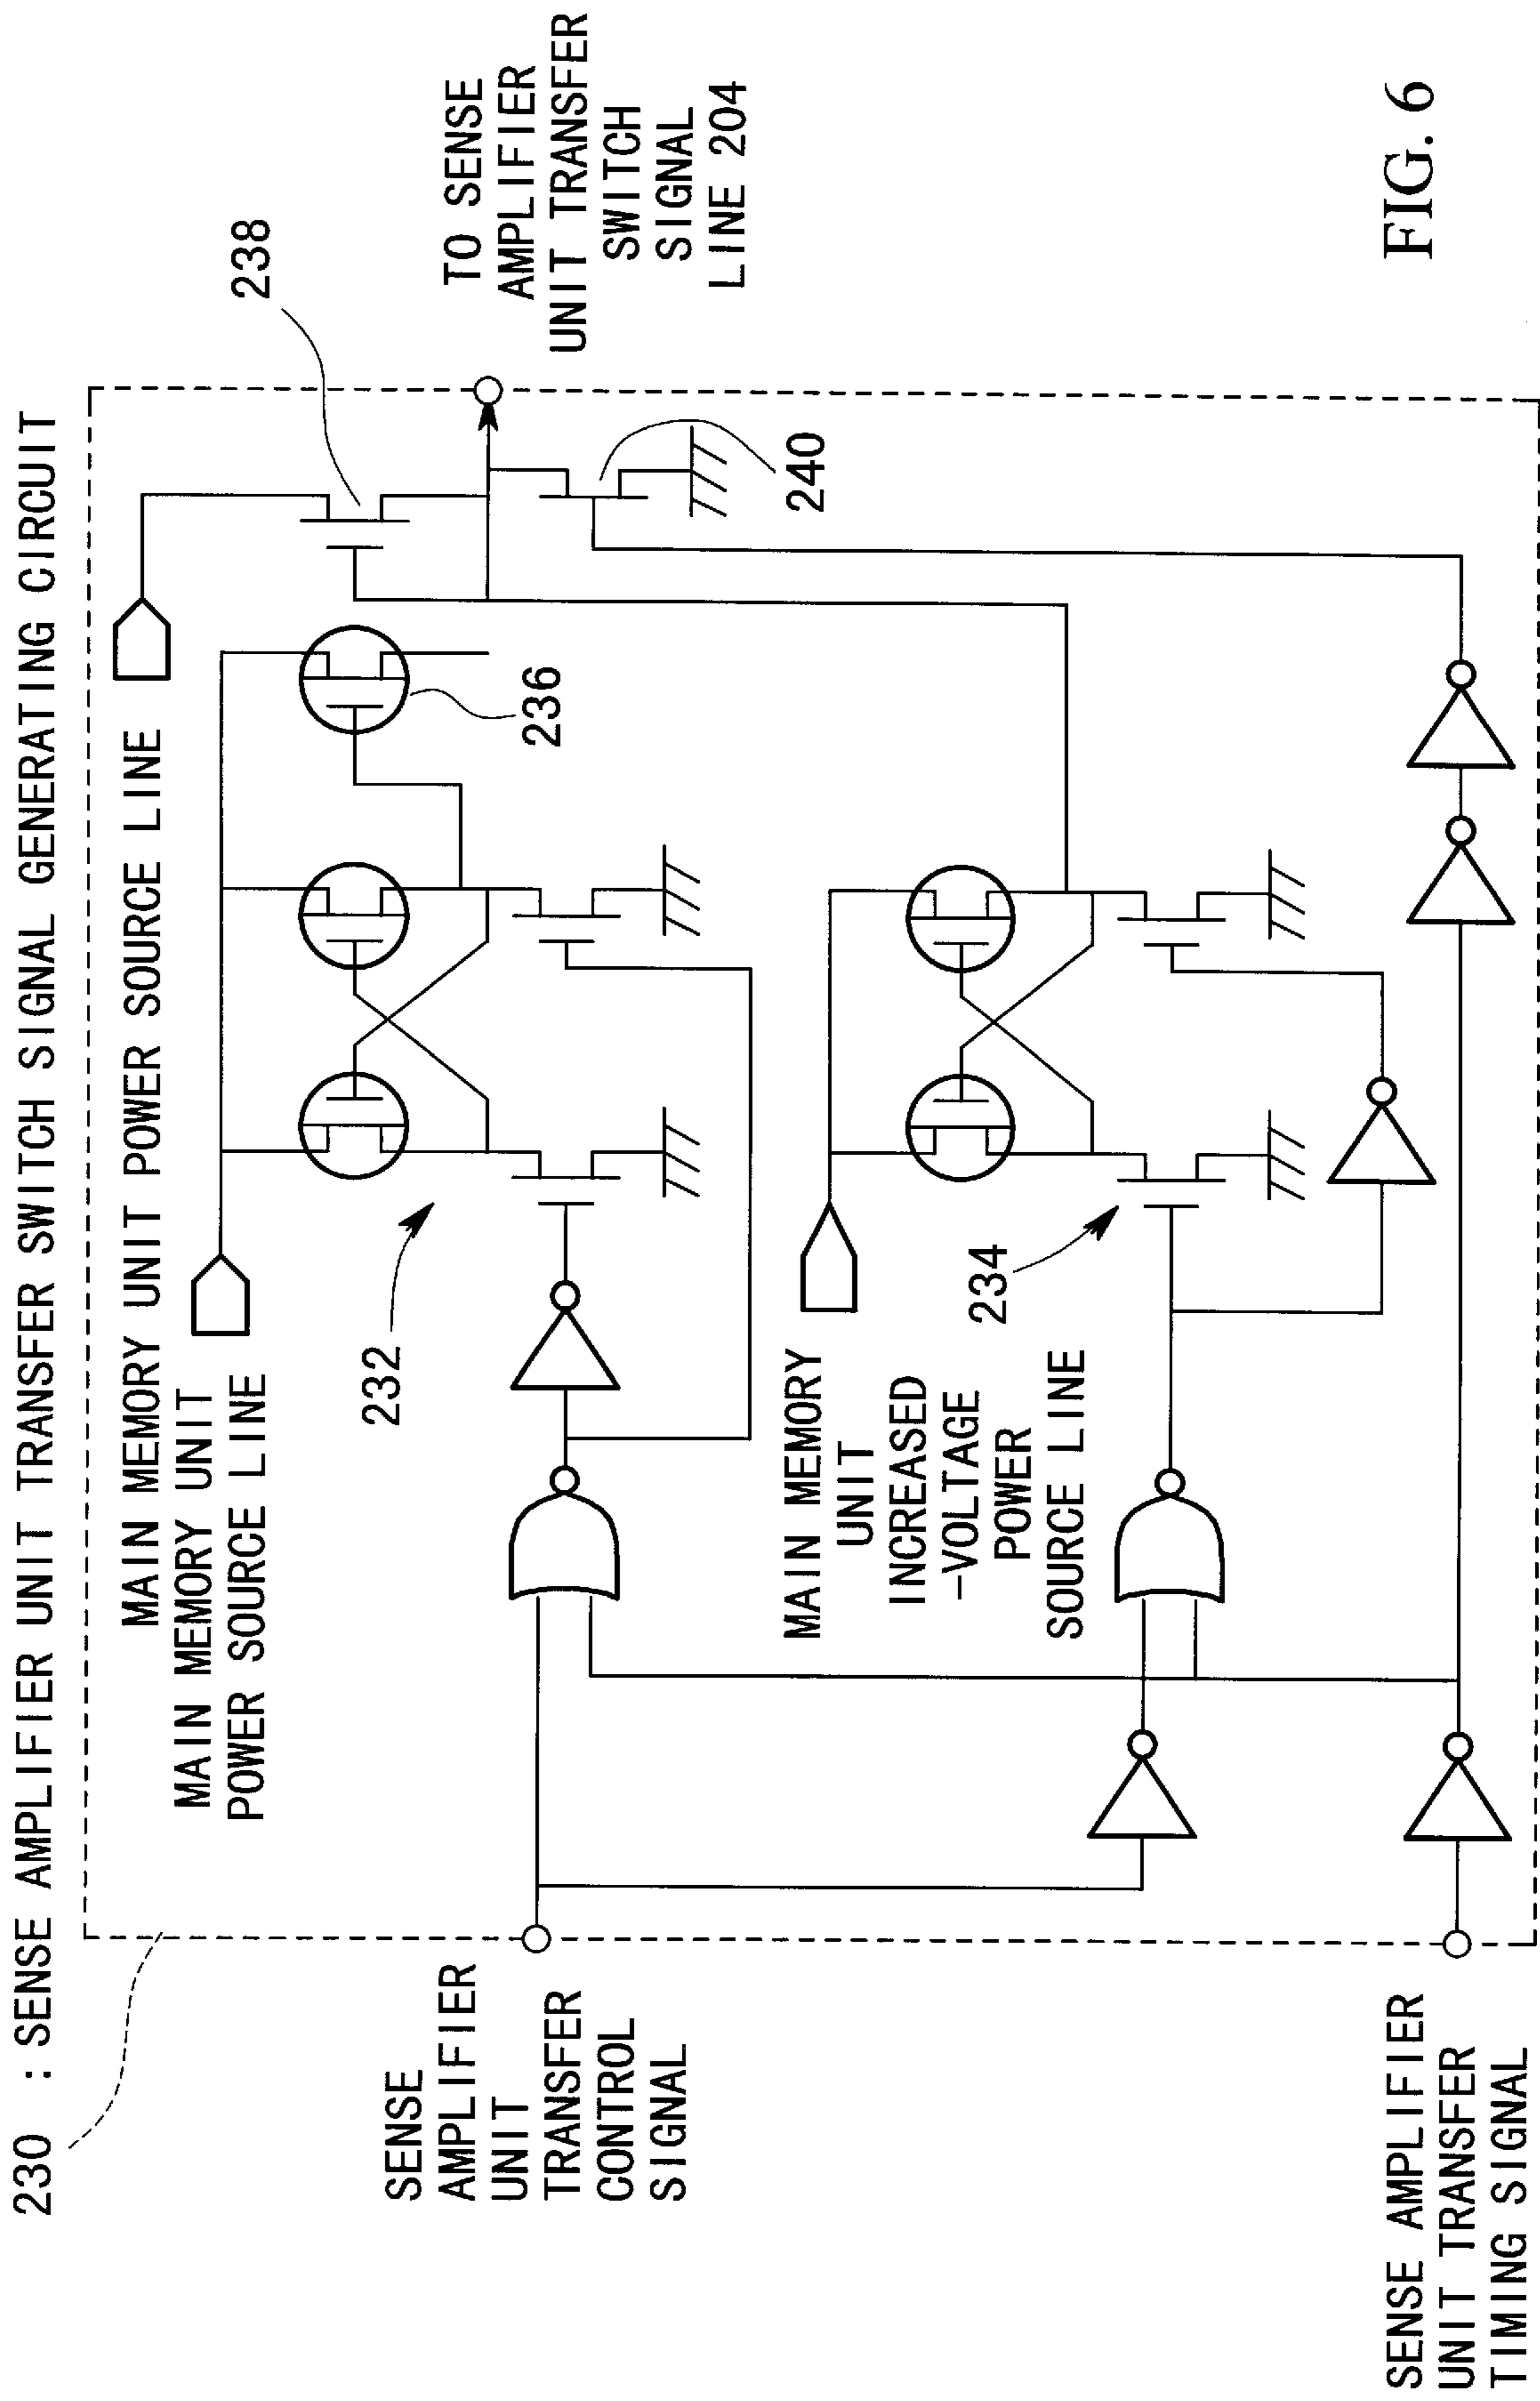 230 : SENSE AMPLIFIER UNIT TRANSFER SWITCH SIGNAL GENERATING CIRCUIT
MAIN MEMORY UNIT POWER SOURCE LINE
MAIN MEMORY UNIT
POWER SOURCE LINE
238
TO SENSE
AMPLIFIER
UNIT TRANSFER
SWITCH
SIGNAL
LINE 204
232
236
240
SENSE
AMPLIFIER
UNIT
TRANSFER
CONTROL
SIGNAL
MAIN MEMORY
UNIT
INCREASED
-VOLTAGE
POWER
SOURCE LINE
234
SENSE AMPLIFIER
UNIT TRANSFER
TIMING SIGNAL
FIG. 6